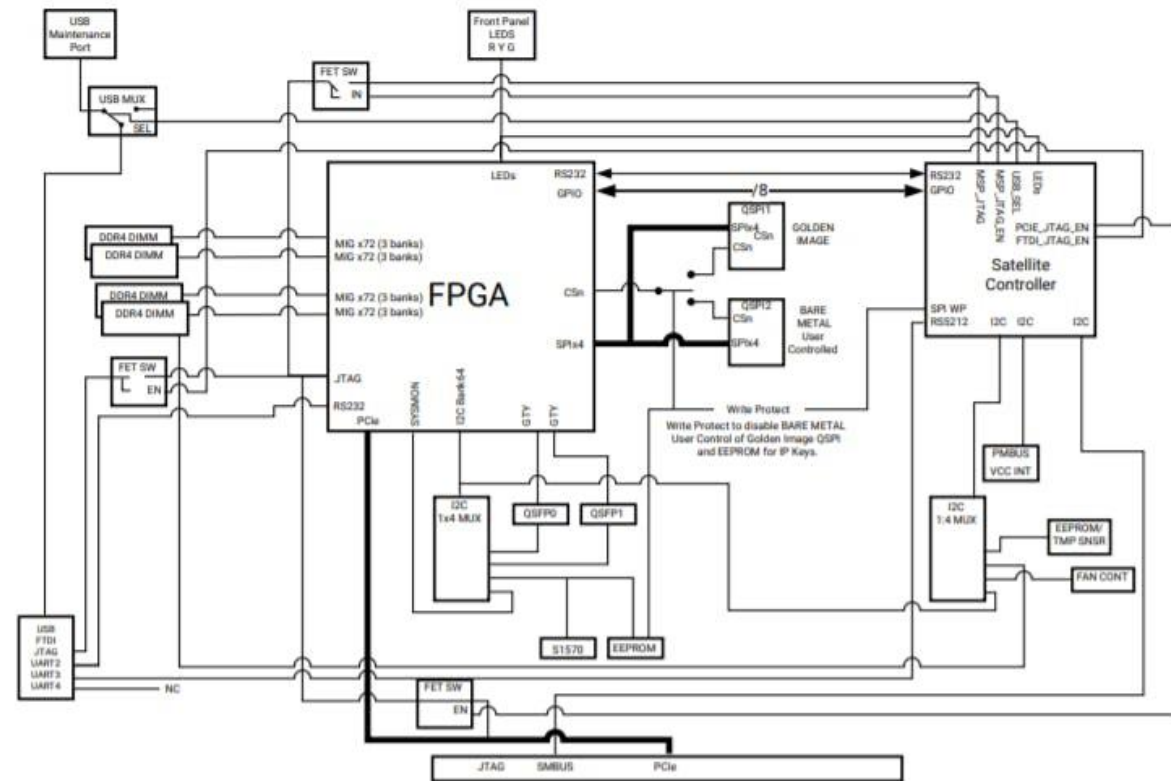 USB
Maintenance
Port
Front Panel
LEDS
R Y G
FET SW
IN
USB MUX
SEL
LEDs
RS232
GPIO
/8
RS232
GPIO
MSP_JTAG
MSP_JTAG_EN
USB_SEL
LEDs
PCIE_JTAG_EN
FTDI_JTAG_EN
Satellite
Controller
SPI WP
RS5212
I2C
I2C
I2C
DDR4 DIMM
DDR4 DIMM
DDR4 DIMM
DDR4 DIMM
MIG x72 (3 banks)
MIG x72 (3 banks)
MIG x72 (3 banks)
MIG x72 (3 banks)
FPGA
CSn
SPIx4
QSPI1
SPIx4
CSn
CSn
GOLDEN
IMAGE
QSPI2
CSn
SPIx4
BARE
METAL
User
Controlled
FET SW
EN
JTAG
RS232
PCIe
SYSMON
I2C Bank64
GTY
GTY
Write Protect
Write Protect to disable BARE METAL
User Control of Golden Image QSPI
and EEPROM for IP Keys.
I2C
1x4 MUX
QSFP0
QSFP1
PMBUS
VCC INT
I2C
1:4 MUX
EEPROM/
TMP SNSR
FAN CONT
S1570
EEPROM
USB
FTDI
JTAG
UART2
UART3
UART4
NC
FET SW
EN
JTAG
SMBUS
PCIe